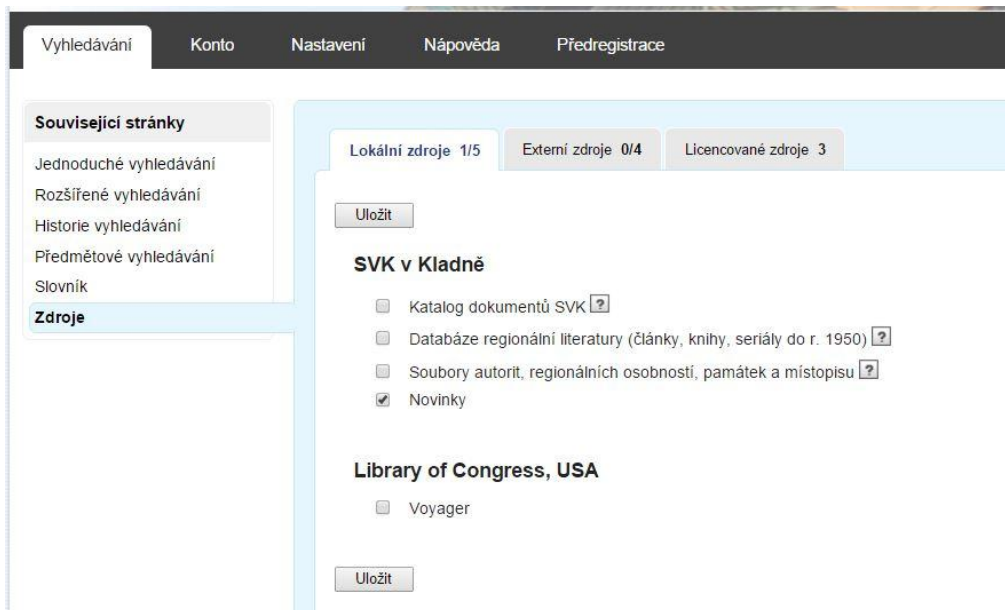 Vyhledávání Konto Nastavení Nápověda Předregistrace
Související stránky
Jednoduché vyhledávání
Rozšířené vyhledávání
Historie vyhledávání
Předmětové vyhledávání
Slovník
Zdroje
Lokální zdroje 1/5 Externí zdroje 0/4 Licencované zdroje 3
Uložit
SVK v Kladně
Katalog dokumentů SVK ?
Databáze regionální literatury (články, knihy, seriály do r. 1950) ?
Soubory autorit, regionálních osobností, památek a místopisu ?
Novinky
Library of Congress, USA
Voyager
Uložit